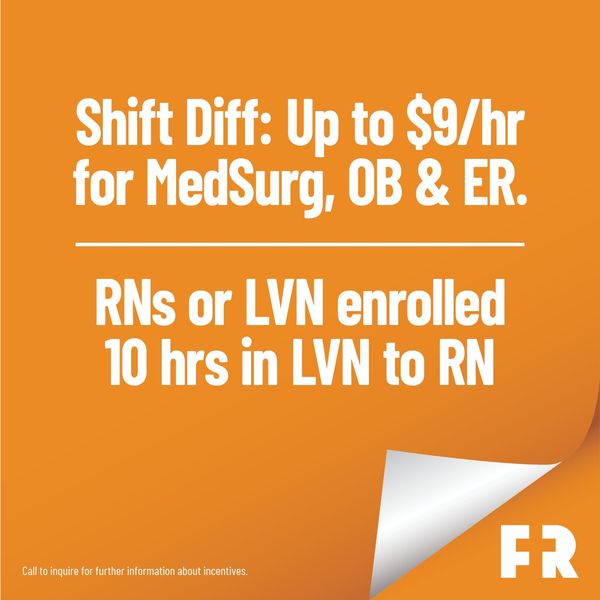 Shift Diff: Up to $9/hr
for MedSurg, OB & ER.
RNs or LVN enrolled
10 hrs in LVN to RN
Call to inquire for further information about incentives.
FR